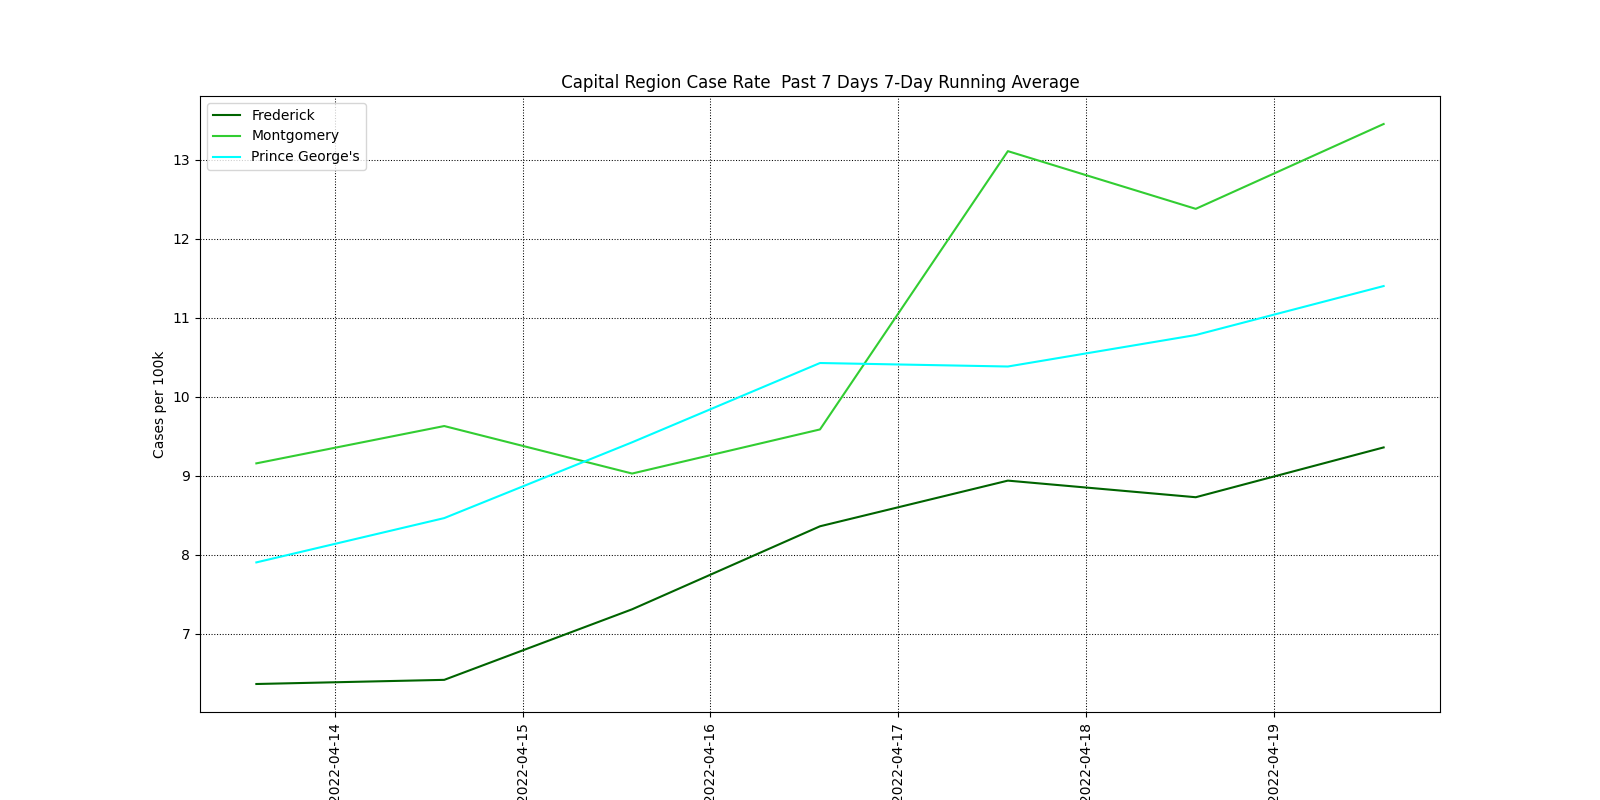 Capital Region Case Rate  Past 7 Days 7-Day Running Average
Frederick
Montgomery
Prince George's
Cases per 100k
13
12
11
10
9
8
7
2022-04-14
2022-04-15
2022-04-16
2022-04-17
2022-04-18
2022-04-19